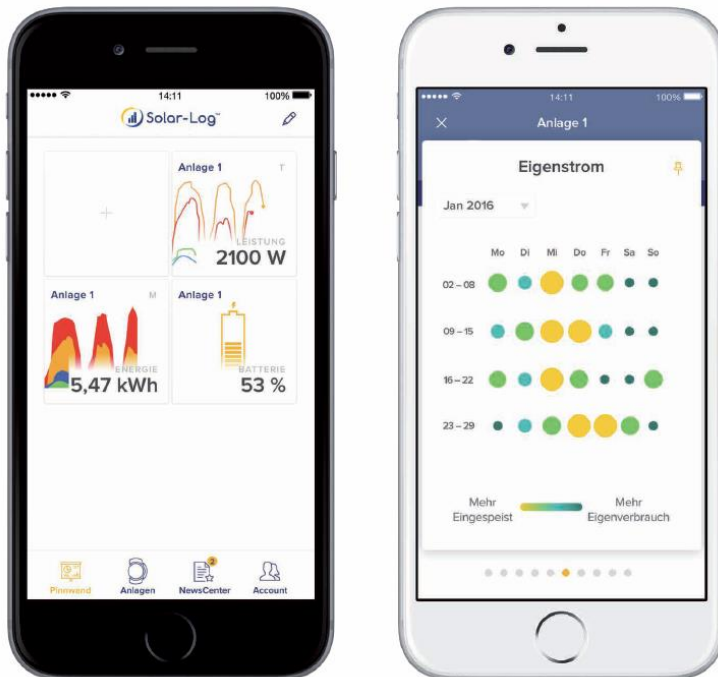 14:11
100%
Solar-Log™
Anlage 1
T
LEISTUNG
2100 W
Anlage 1
M
ENERGIE
5,47 kWh
Anlage 1
BATTERIE
53 %
Pinnwand
Anlagen
2
NewsCenter
Account
14:11
100%
Anlage 1
Eigenstrom
Jan 2016
Mo Di Mi Do Fr Sa So
02 – 08
09 – 15
16 – 22
23 – 29
Mehr
Eingespeist
Mehr
Eigenverbrauch